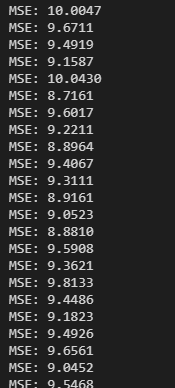 MSE: 10.0047
MSE: 9.6711
MSE: 9.4919
MSE: 9.1587
MSE: 10.0430
MSE: 8.7161
MSE: 9.6017
MSE: 9.2211
MSE: 8.8964
MSE: 9.4067
MSE: 9.3111
MSE: 8.9161
MSE: 9.0523
MSE: 8.8810
MSE: 9.5908
MSE: 9.3621
MSE: 9.8133
MSE: 9.4486
MSE: 9.1823
MSE: 9.4926
MSE: 9.6561
MSE: 9.0452
MSE: 9.5468